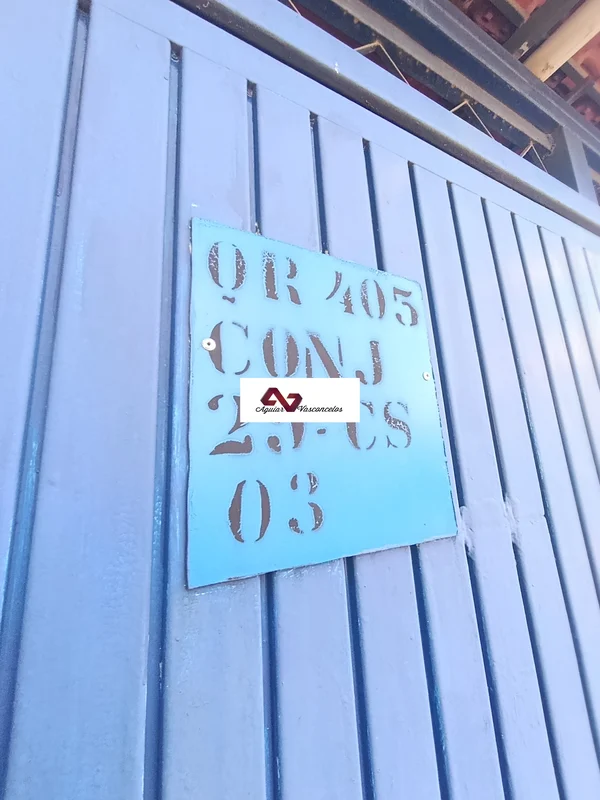 QR 405
CONJ
Aguiar Vasconcelos
CS
03